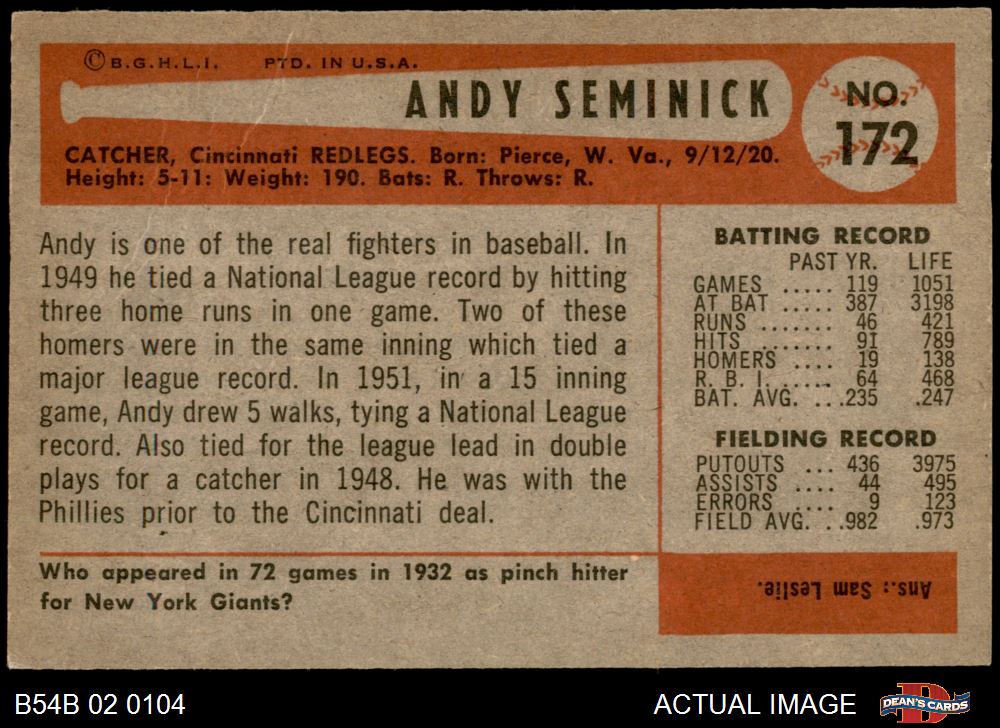 © B.G.H.L.I. PTD. IN U.S.A.
ANDY SEMINICK
NO.
172
CATCHER, Cincinnati REDLEGS. Born: Pierce, W. Va., 9/12/20.
Height: 5-11: Weight: 190. Bats: R. Throws: R.
Andy is one of the real fighters in baseball. In
1949 he tied a National League record by hitting
three home runs in one game. Two of these
homers were in the same inning which tied a
major league record. In 1951, in a 15 inning
game, Andy drew 5 walks, tying a National League
record. Also tied for the league lead in double
plays for a catcher in 1948. He was with the
Phillies prior to the Cincinnati deal.
BATTING RECORD
PAST YR. LIFE
GAMES ..... 119 1051
AT BAT ..... 387 3198
RUNS ....... 46 421
HITS ....... 91 789
HOMERS .... 19 138
R. B. I. ..... 64 468
BAT. AVG. ...235 .247
FIELDING RECORD
PUTOUTS ... 436 3975
ASSISTS .... 44 495
ERRORS .... 9 123
FIELD AVG. ..982 .973
Who appeared in 72 games in 1932 as pinch hitter
for New York Giants?
Ans.: Sam Leslie.
B54B 02 0104
ACTUAL IMAGE
DEAN'S CARDS